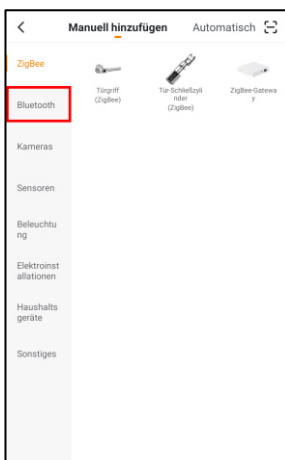 Manuell hinzufügen Automatisch
ZigBee
Türgriff
(ZigBee)
Tür-Schließzyli
nder
(ZigBee)
ZigBee-Gatewa
y
Bluetooth
Kameras
Sensoren
Beleuchtu
ng
Elektroinst
allationen
Haushalts
geräte
Sonstiges